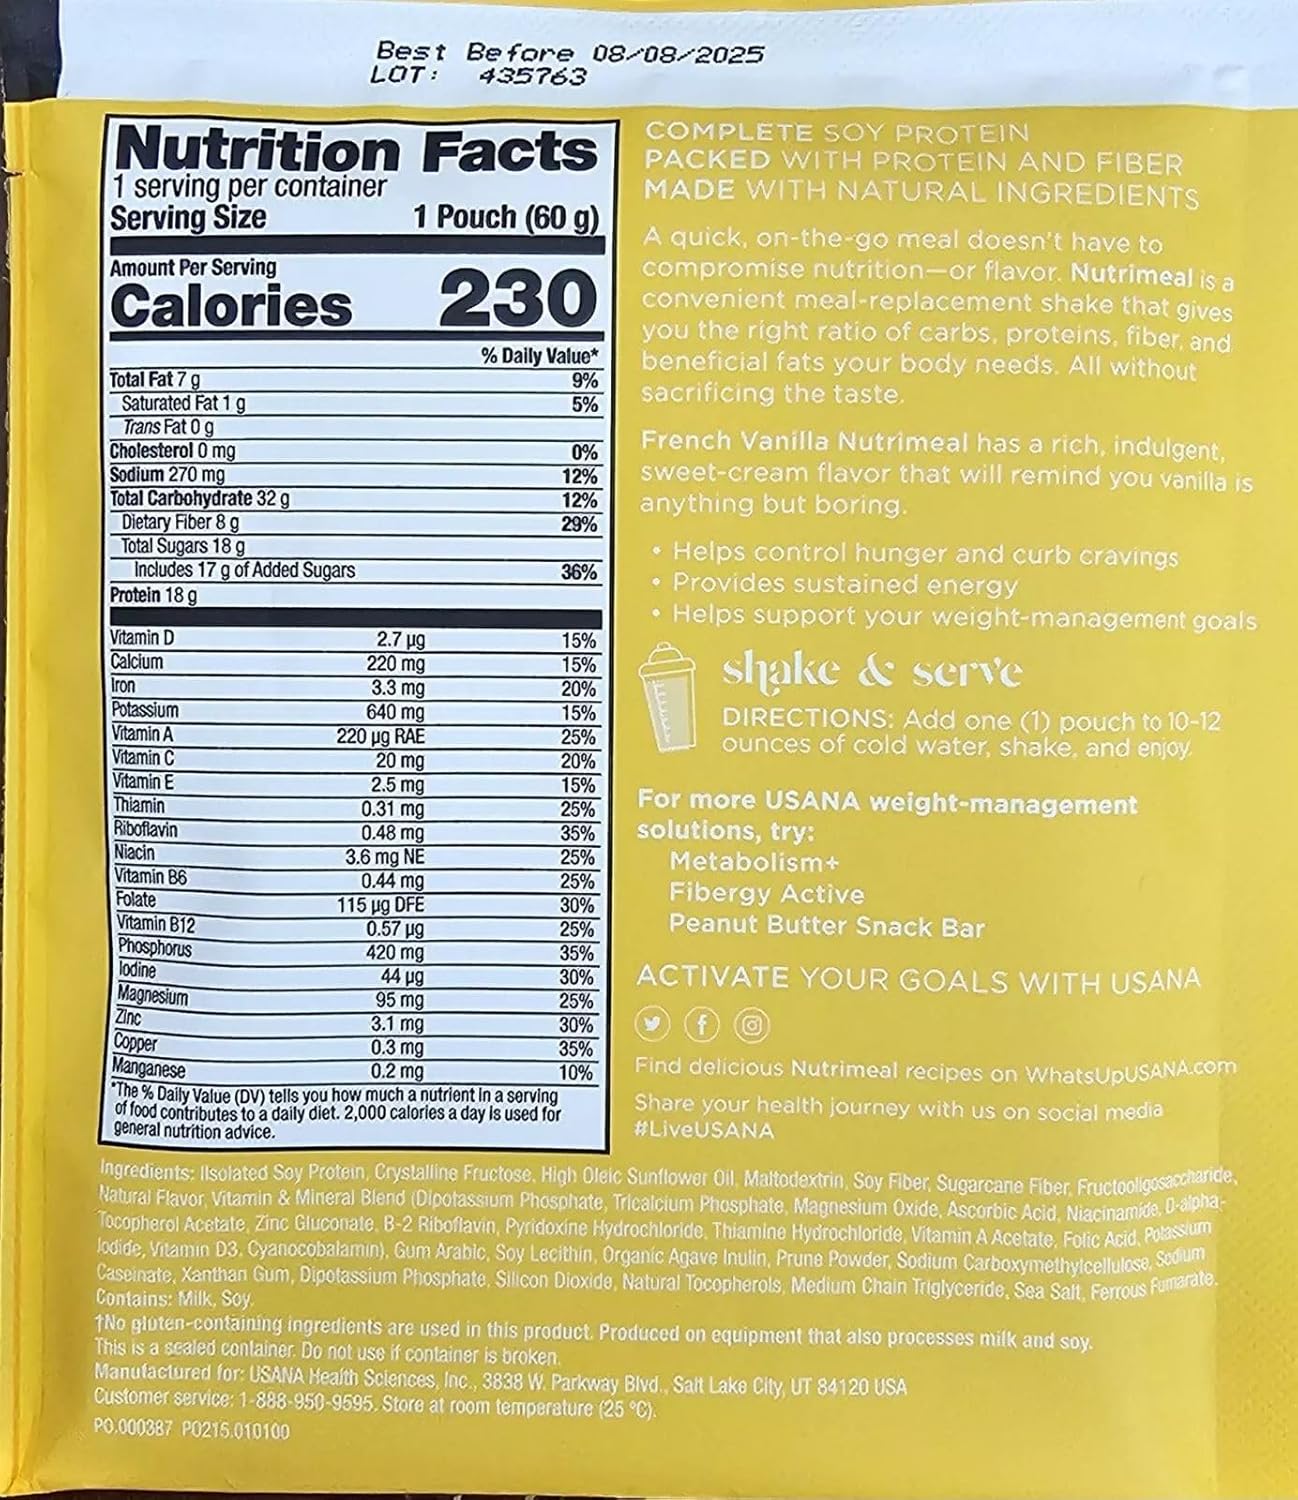 Best Before 08/08/2025
LOT: 435763
Nutrition Facts
1 serving per container
Serving Size 1 Pouch (60 g)
Amount Per Serving
Calories 230
% Daily Value*
Total Fat 7 g 9%
Saturated Fat 1 g 5%
Trans Fat 0 g
Cholesterol 0 mg 0%
Sodium 270 mg 12%
Total Carbohydrate 32 g 12%
Dietary Fiber 8 g 29%
Total Sugars 18 g
Includes 17 g of Added Sugars 36%
Protein 18 g
Vitamin D 2.7 µg 15%
Calcium 220 mg 15%
Iron 3.3 mg 20%
Potassium 640 mg 15%
Vitamin A 220 µg RAE 25%
Vitamin C 20 mg 20%
Vitamin E 2.5 mg 15%
Thiamin 0.31 mg 25%
Riboflavin 0.48 mg 35%
Niacin 3.6 mg NE 25%
Vitamin B6 0.44 mg 25%
Folate 115 µg DFE 30%
Vitamin B12 0.57 µg 25%
Phosphorus 420 mg 35%
Iodine 44 µg 30%
Magnesium 95 mg 25%
Zinc 3.1 mg 30%
Copper 0.3 mg 35%
Manganese 0.2 mg 10%
*The % Daily Value (DV) tells you how much a nutrient in a serving
of food contributes to a daily diet. 2,000 calories a day is used for
general nutrition advice.
COMPLETE SOY PROTEIN
PACKED WITH PROTEIN AND FIBER
MADE WITH NATURAL INGREDIENTS
A quick, on-the-go meal doesn't have to
compromise nutrition—or flavor. Nutrimeal is a
convenient meal-replacement shake that gives
you the right ratio of carbs, proteins, fiber, and
beneficial fats your body needs. All without
sacrificing the taste.
French Vanilla Nutrimeal has a rich, indulgent,
sweet-cream flavor that will remind you vanilla is
anything but boring.
• Helps control hunger and curb cravings
• Provides sustained energy
• Helps support your weight-management goals
shake & serve
DIRECTIONS: Add one (1) pouch to 10-12
ounces of cold water, shake, and enjoy.
For more USANA weight-management
solutions, try:
Metabolism+
Fibergy Active
Peanut Butter Snack Bar
ACTIVATE YOUR GOALS WITH USANA
Find delicious Nutrimeal recipes on WhatsUpUSANA.com
Share your health journey with us on social media
#LiveUSANA
Ingredients: IIsolated Soy Protein, Crystalline Fructose, High Oleic Sunflower Oil, Maltodextrin, Soy Fiber, Sugarcane Fiber, Fructooligosaccharide,
Natural Flavor, Vitamin & Mineral Blend (Dipotassium Phosphate, Tricalcium Phosphate, Magnesium Oxide, Ascorbic Acid, Niacinamide, D-alpha-
Tocopherol Acetate, Zinc Gluconate, B-2 Riboflavin, Pyridoxine Hydrochloride, Thiamine Hydrochloride, Vitamin A Acetate, Folic Acid, Potassium
Iodide, Vitamin D3, Cyanocobalamin), Gum Arabic, Soy Lecithin, Organic Agave Inulin, Prune Powder, Sodium Carboxymethylcellulose, Sodium
Caseinate, Xanthan Gum, Dipotassium Phosphate, Silicon Dioxide, Natural Tocopherols, Medium Chain Triglyceride, Sea Salt, Ferrous Fumarate.
Contains: Milk, Soy.
†No gluten-containing ingredients are used in this product. Produced on equipment that also processes milk and soy.
This is a sealed container. Do not use if container is broken.
Manufactured for: USANA Health Sciences, Inc., 3838 W. Parkway Blvd., Salt Lake City, UT 84120 USA
Customer service: 1-888-950-9595. Store at room temperature (25 °C).
PO.000387 PO215.010100